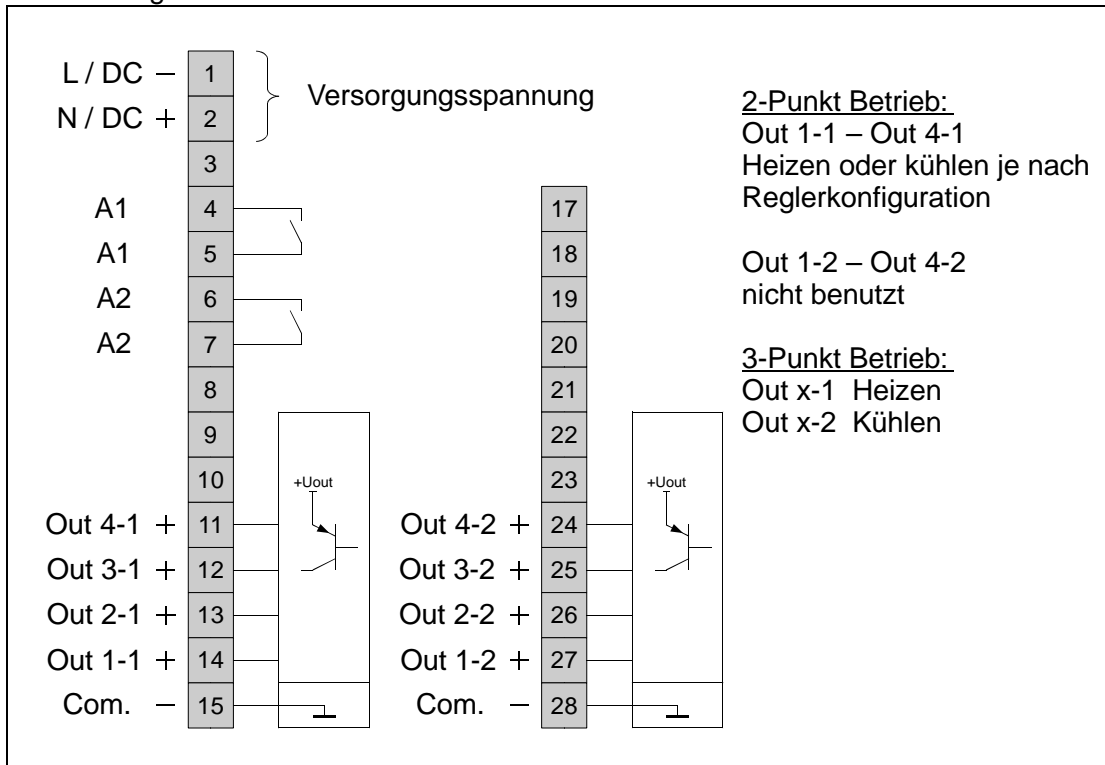 L / DC − 1
N / DC + 2
Versorgungsspannung
3
A1 4
A1 5
A2 6
A2 7
8
9
10
+Uout
Out 4-1 + 11
Out 3-1 + 12
Out 2-1 + 13
Out 1-1 + 14
Com. − 15
17
18
19
20
21
22
23
+Uout
Out 4-2 + 24
Out 3-2 + 25
Out 2-2 + 26
Out 1-2 + 27
Com. − 28
2-Punkt Betrieb:
Out 1-1 – Out 4-1
Heizen oder kühlen je nach
Reglerkonfiguration
Out 1-2 – Out 4-2
nicht benutzt
3-Punkt Betrieb:
Out x-1 Heizen
Out x-2 Kühlen